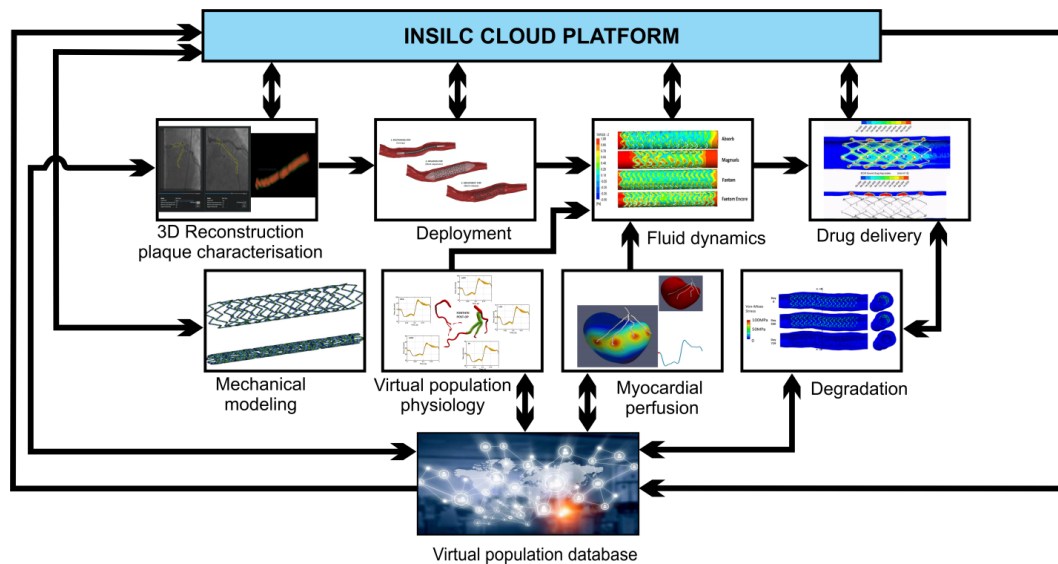 INSILC CLOUD PLATFORM
Absorb
Magmaris
Fantom
Fantom Encore
3D Reconstruction
plaque characterisation
Deployment
Fluid dynamics
Drug delivery
Mechanical
modeling
Virtual population
physiology
Myocardial
perfusion
Degradation
Virtual population database